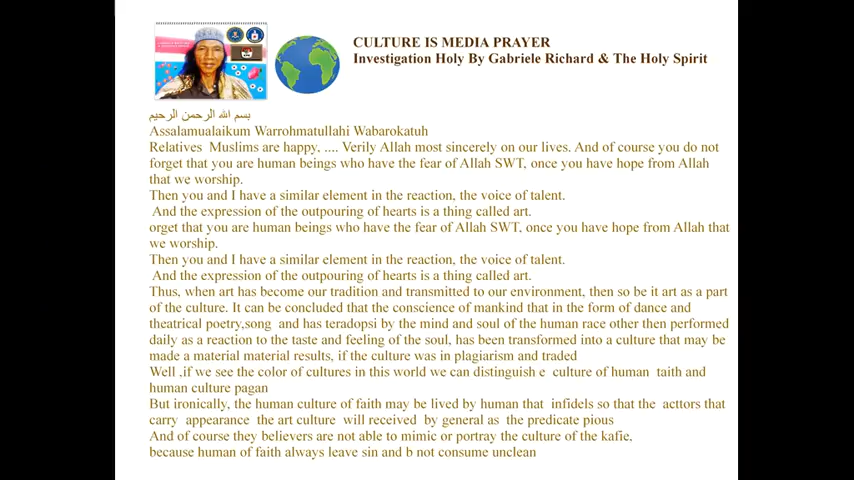 CULTURE IS MEDIA PRAYER
Investigation Holy By Gabriele Richard & The Holy Spirit
بسم الله الرحمن الرحيم
Assalamualaikum Warrohmatullahi Wabarokatuh
Relatives  Muslims are happy, .... Verily Allah most sincerely on our lives. And of course you do not
forget that you are human beings who have the fear of Allah SWT, once you have hope from Allah
that we worship.
Then you and I have a similar element in the reaction, the voice of talent.
And the expression of the outpouring of hearts is a thing called art.
orget that you are human beings who have the fear of Allah SWT, once you have hope from Allah that
we worship.
Then you and I have a similar element in the reaction, the voice of talent.
And the expression of the outpouring of hearts is a thing called art.
Thus, when art has become our tradition and transmitted to our environment, then so be it art as a part
of the culture. It can be concluded that the conscience of mankind that in the form of dance and
theatrical poetry,song  and has teradopsi by the mind and soul of the human race other then performed
daily as a reaction to the taste and feeling of the soul, has been transformed into a culture that may be
made a material material results, if the culture was in plagiarism and traded
Well ,if we see the color of cultures in this world we can distinguish e  culture of human  taith and
human culture pagan
But ironically, the human culture of faith may be lived by human that  infidels so that the  acttors that
carry  appearance  the art culture  will received  by general as  the predicate pious
And of course they believers are not able to mimic or portray the culture of the kafie,
because human of faith always leave sin and b not consume unclean